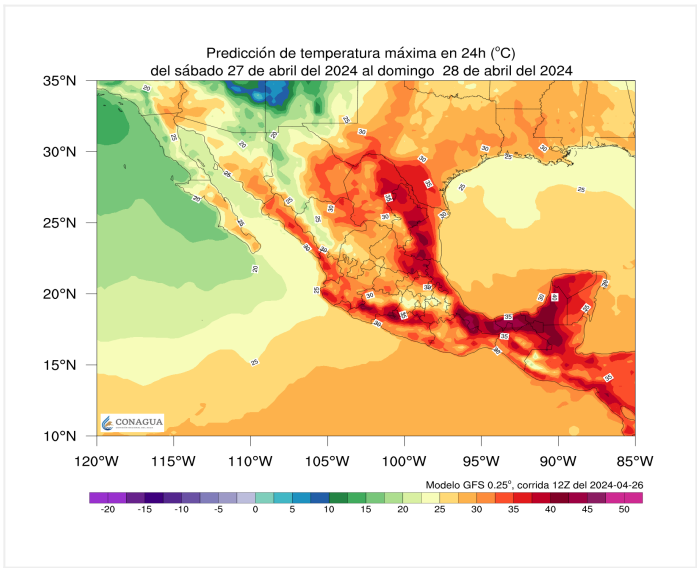 Predicción de temperatura máxima en 24h (°C)
del sábado 27 de abril del 2024 al domingo 28 de abril del 2024
35°N
30°N
25°N
20°N
15°N
10°N
CONAGUA
120°W 115°W 110°W 105°W 100°W 95°W 90°W 85°W
Modelo GFS 0.25°, corrida 12Z del 2024-04-26
-20 -15 -10 -5 0 5 10 15 20 25 30 35 40 45 50